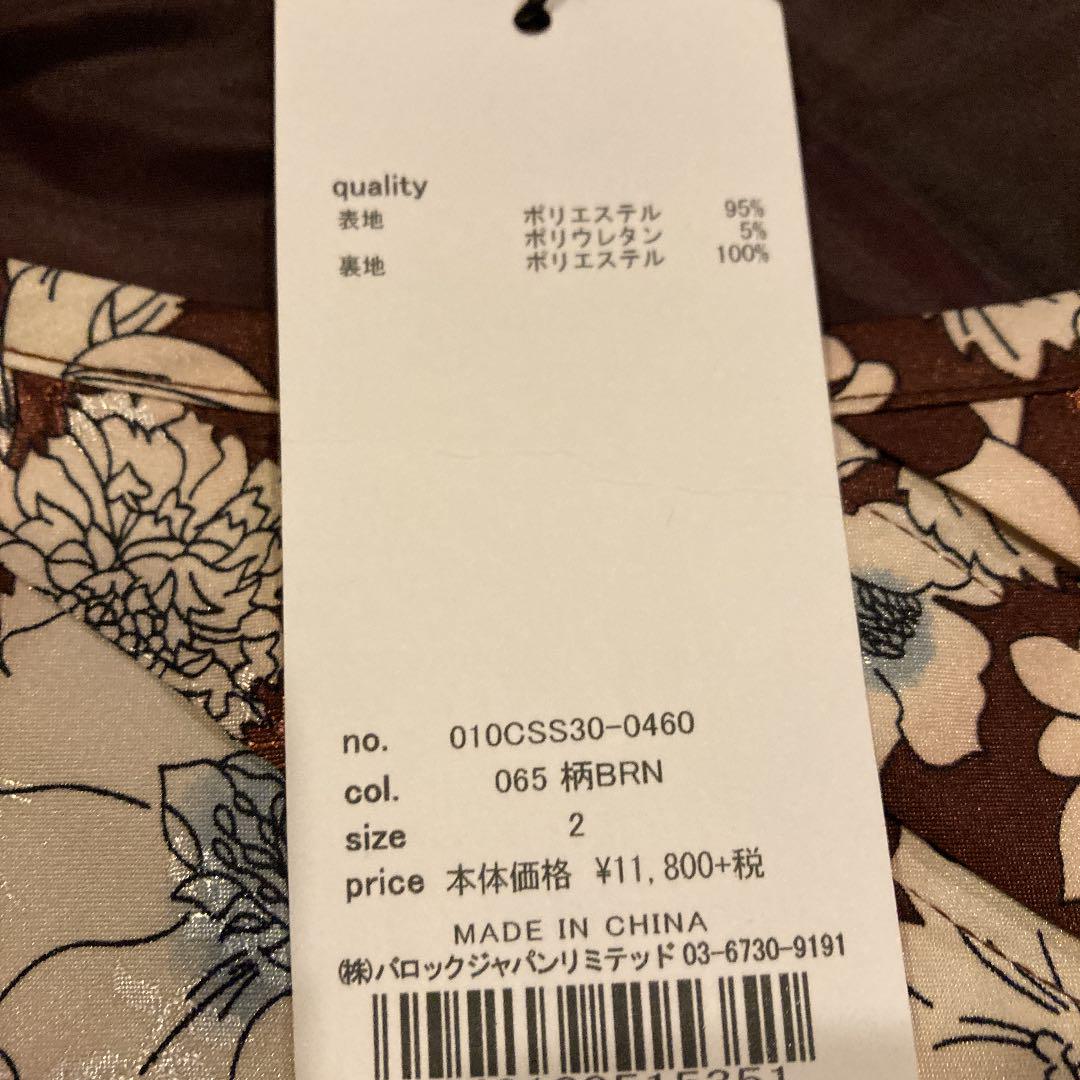 quality
表地 ポリエステル 95%
ポリウレタン 5%
裏地 ポリエステル 100%
no. 010CSS30-0460
col. 065 柄BRN
size 2
price 本体価格 ¥11,800+税
MADE IN CHINA
㈱バロックジャパンリミテッド 03-6730-9191